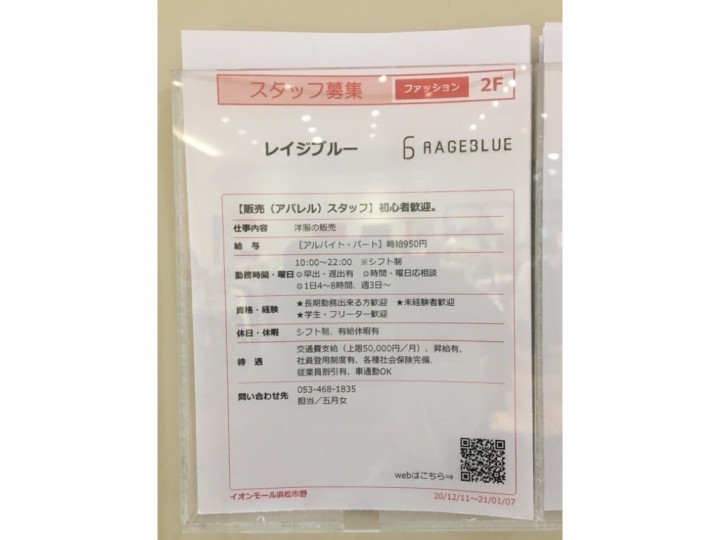 スタッフ募集 ファッション 2F
レイジブルー RAGEBLUE
【販売（アパレル）スタッフ】初心者歓迎。
仕事内容 洋服の販売
給 与 ［アルバイト・パート］時給950円
10:00～22:00 ※シフト制
勤務時間・曜日 ◎早出・遅出有 ◎時間・曜日応相談
◎1日4～8時間、週3日～
資格・経験 ★長期勤務出来る方歓迎 ★未経験者歓迎
★学生・フリーター歓迎
休日・休暇 シフト制、有給休暇有
交通費支給（上限50,000円／月）、昇給有、
待 遇 社員登用制度有、各種社会保険完備、
従業員割引有、車通勤OK
問い合わせ先 053-468-1835
担当／五月女
webはこちら⇒
イオンモール浜松市野 20/12/11～21/01/07